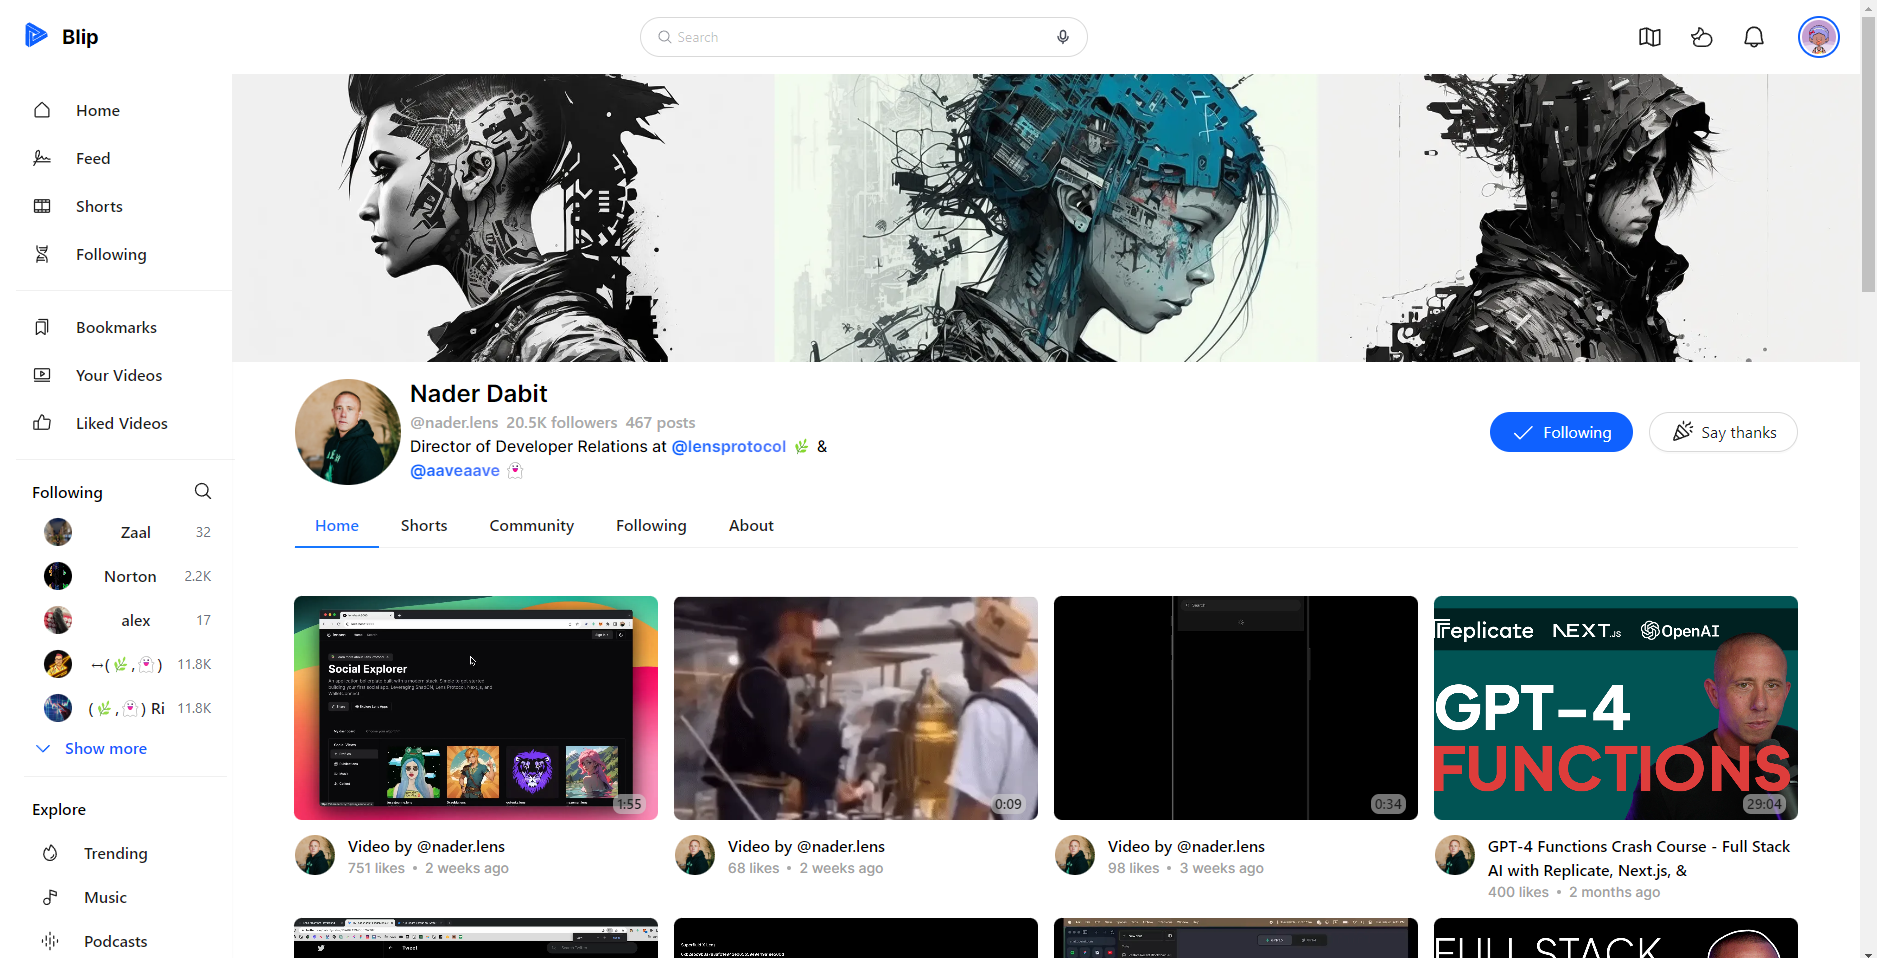 Blip
Search
Home
Feed
Shorts
Following
Bookmarks
Your Videos
Liked Videos
Following
Zaal 32
Norton 2.2K
alex 17
↔(🌿,👻) 11.8K
(🌿,👻) Ri 11.8K
Show more
Explore
Trending
Music
Podcasts
Nader Dabit
@nader.lens 20.5K followers 467 posts
Director of Developer Relations at @lensprotocol 🌿 &
@aaveaave 👻
Following
Say thanks
Home Shorts Community Following About
Social Explorer
1:55
Video by @nader.lens
751 likes • 2 weeks ago
0:09
Video by @nader.lens
68 likes • 2 weeks ago
Search
0:34
Video by @nader.lens
98 likes • 3 weeks ago
Replicate NEXT.JS OpenAI
GPT-4
FUNCTIONS
29:04
GPT-4 Functions Crash Course - Full Stack
AI with Replicate, Next.js, &
400 likes • 2 months ago
Tweet
Superfluid X Lens
FULL STACK